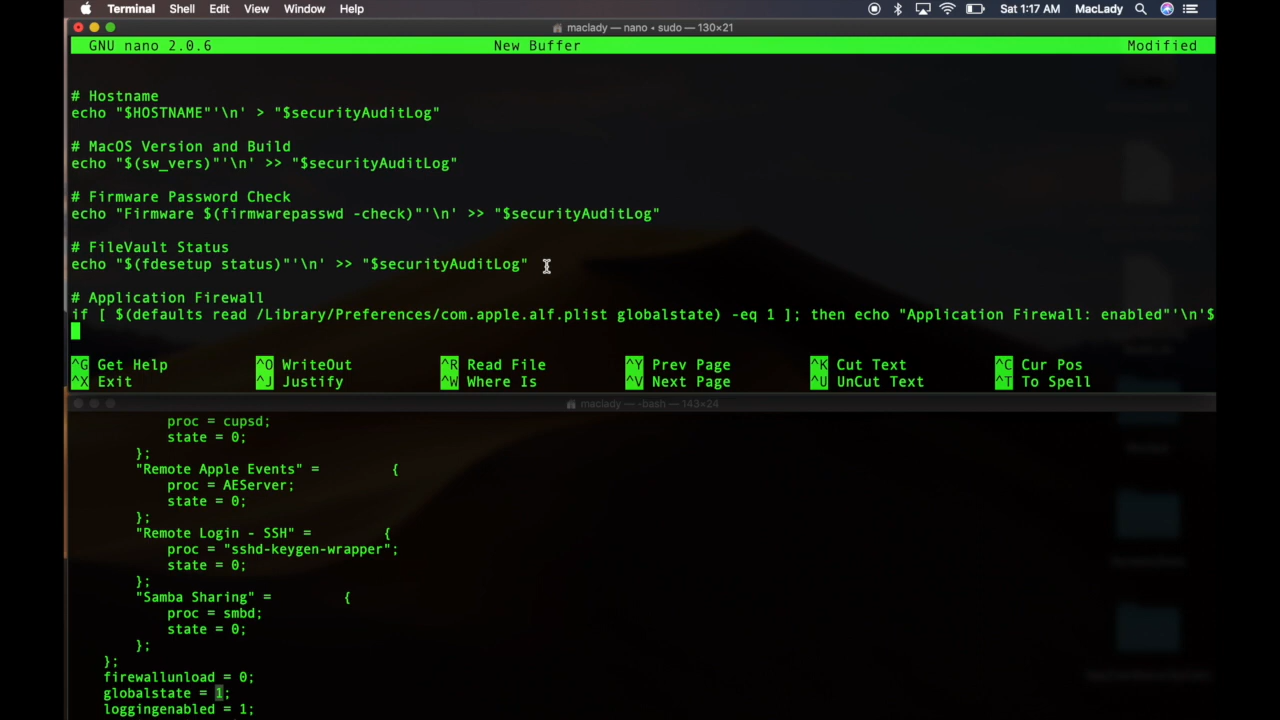 Terminal Shell Edit View Window Help Sat 1:17 AM MacLady
maclady — nano • sudo — 130×21
GNU nano 2.0.6 New Buffer Modified
# Hostname
echo "$HOSTNAME"'\n' > "$securityAuditLog"
# MacOS Version and Build
echo "$(sw_vers)"'\n' >> "$securityAuditLog"
# Firmware Password Check
echo "Firmware $(firmwarepasswd -check)"'\n' >> "$securityAuditLog"
# FileVault Status
echo "$(fdesetup status)"'\n' >> "$securityAuditLog"
# Application Firewall
if [ $(defaults read /Library/Preferences/com.apple.alf.plist globalstate) -eq 1 ]; then echo "Application Firewall: enabled"'\n'$
^G Get Help ^O WriteOut ^R Read File ^Y Prev Page ^K Cut Text ^C Cur Pos
^X Exit ^J Justify ^W Where Is ^V Next Page ^U UnCut Text ^T To Spell
maclady — -bash — 143×24
proc = cupsd;
state = 0;
};
"Remote Apple Events" = {
proc = AEServer;
state = 0;
};
"Remote Login - SSH" = {
proc = "sshd-keygen-wrapper";
state = 0;
};
"Samba Sharing" = {
proc = smbd;
state = 0;
};
};
firewallunload = 0;
globalstate = 1;
loggingenabled = 1;